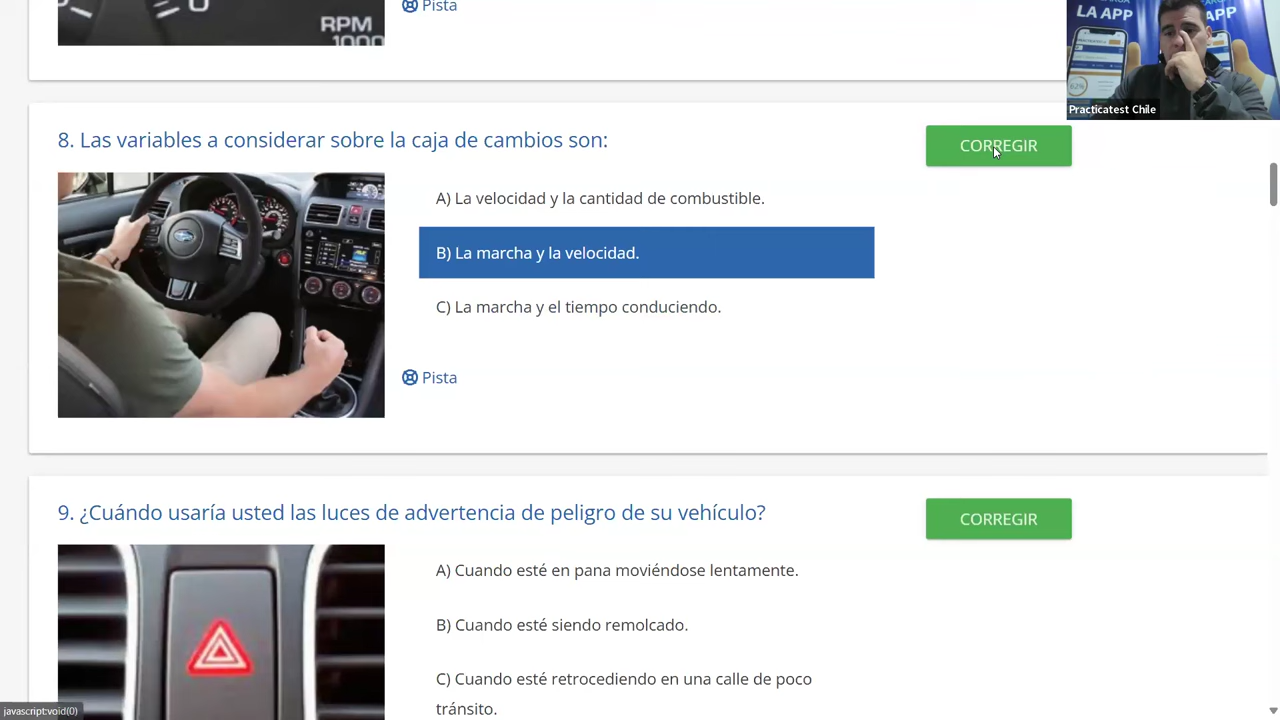 RPM
1000
Pista
LA APP
APP
Practicatest Chile
8. Las variables a considerar sobre la caja de cambios son:
CORREGIR
A) La velocidad y la cantidad de combustible.
B) La marcha y la velocidad.
C) La marcha y el tiempo conduciendo.
Pista
9. ¿Cuándo usaría usted las luces de advertencia de peligro de su vehículo?
CORREGIR
A) Cuando esté en pana moviéndose lentamente.
B) Cuando esté siendo remolcado.
C) Cuando esté retrocediendo en una calle de poco
tránsito.
javascript:void(0)